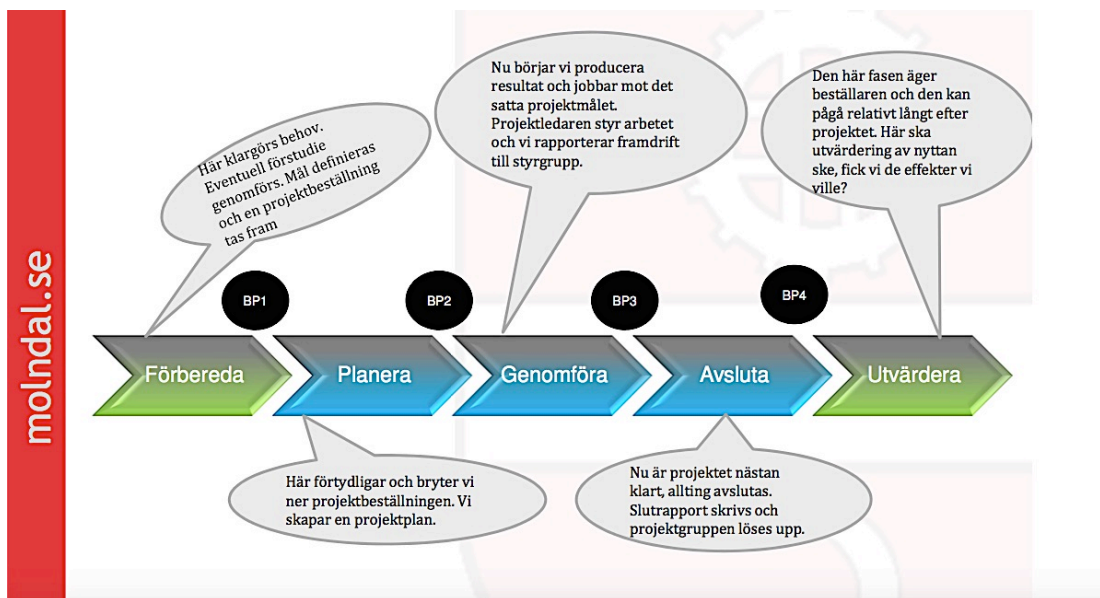 molndal.se
Här klargörs behov.
Eventuell förstudie
genomförs. Mål definieras
och en projektbeställning
tas fram
Nu börjar vi producera
resultat och jobbar mot det
satta projektmålet.
Projektledaren styr arbetet
och vi rapporterar framdrift
till styrgrupp.
Den här fasen äger
beställaren och den kan
pågå relativt långt efter
projektet. Här ska
utvärdering av nyttan
ske, fick vi de effekter vi
ville?
BP1
BP2
BP3
BP4
Förbereda
Planera
Genomföra
Avsluta
Utvärdera
Här förtydligar och bryter vi
ner projektbeställningen. Vi
skapar en projektplan.
Nu är projektet nästan
klart, allting avslutas.
Slutrapport skrivs och
projektgruppen löses upp.